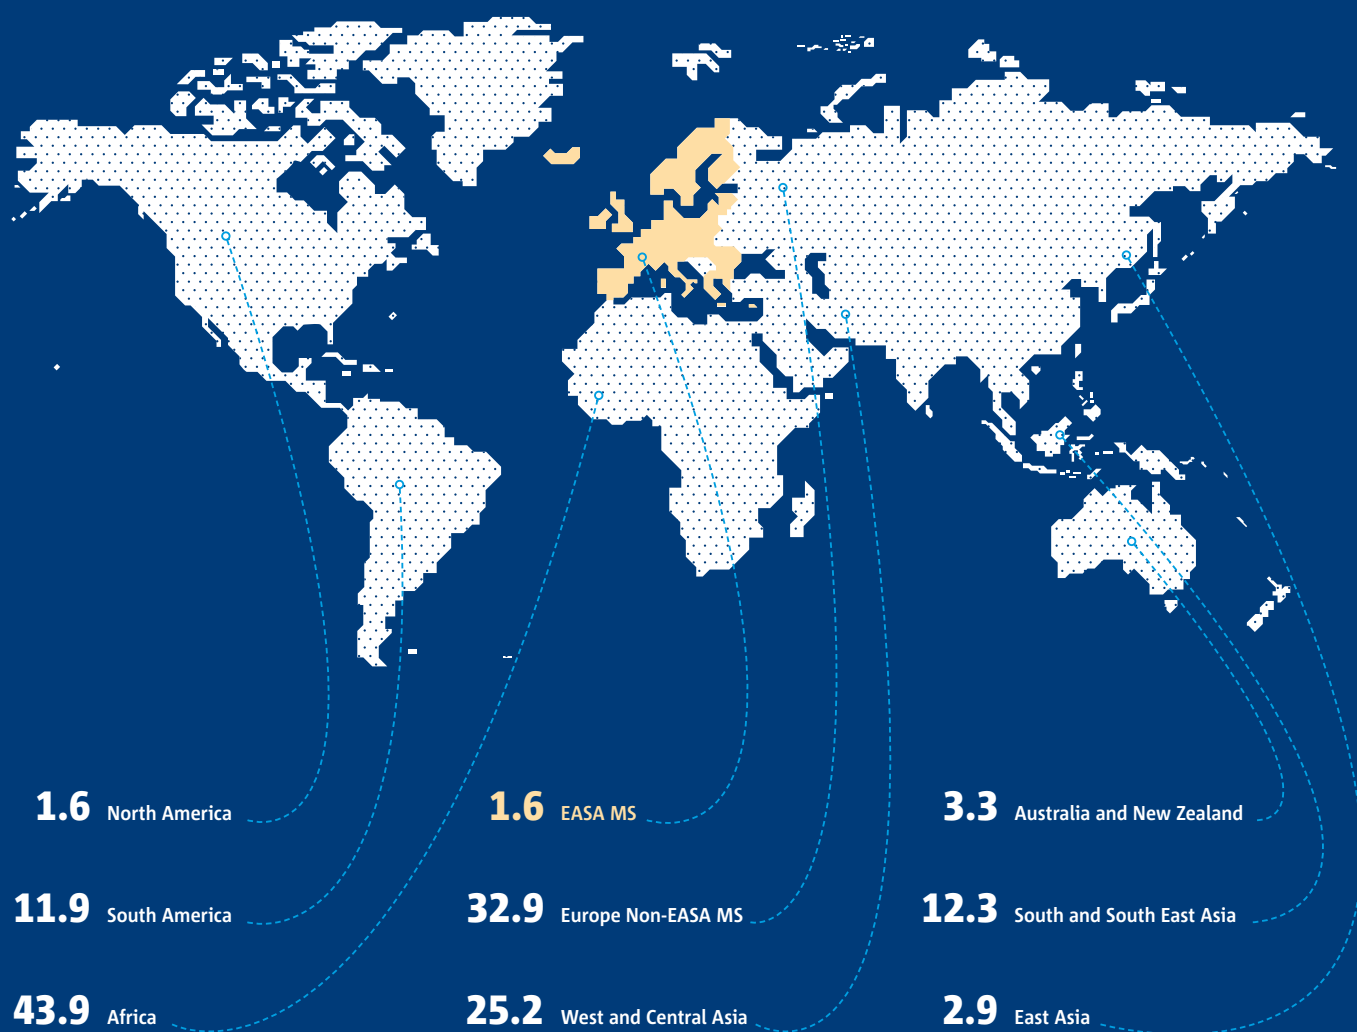 1.6 North America
1.6 EASA MS
3.3 Australia and New Zealand
11.9 South America
32.9 Europe Non-EASA MS
12.3 South and South East Asia
43.9 Africa
25.2 West and Central Asia
2.9 East Asia